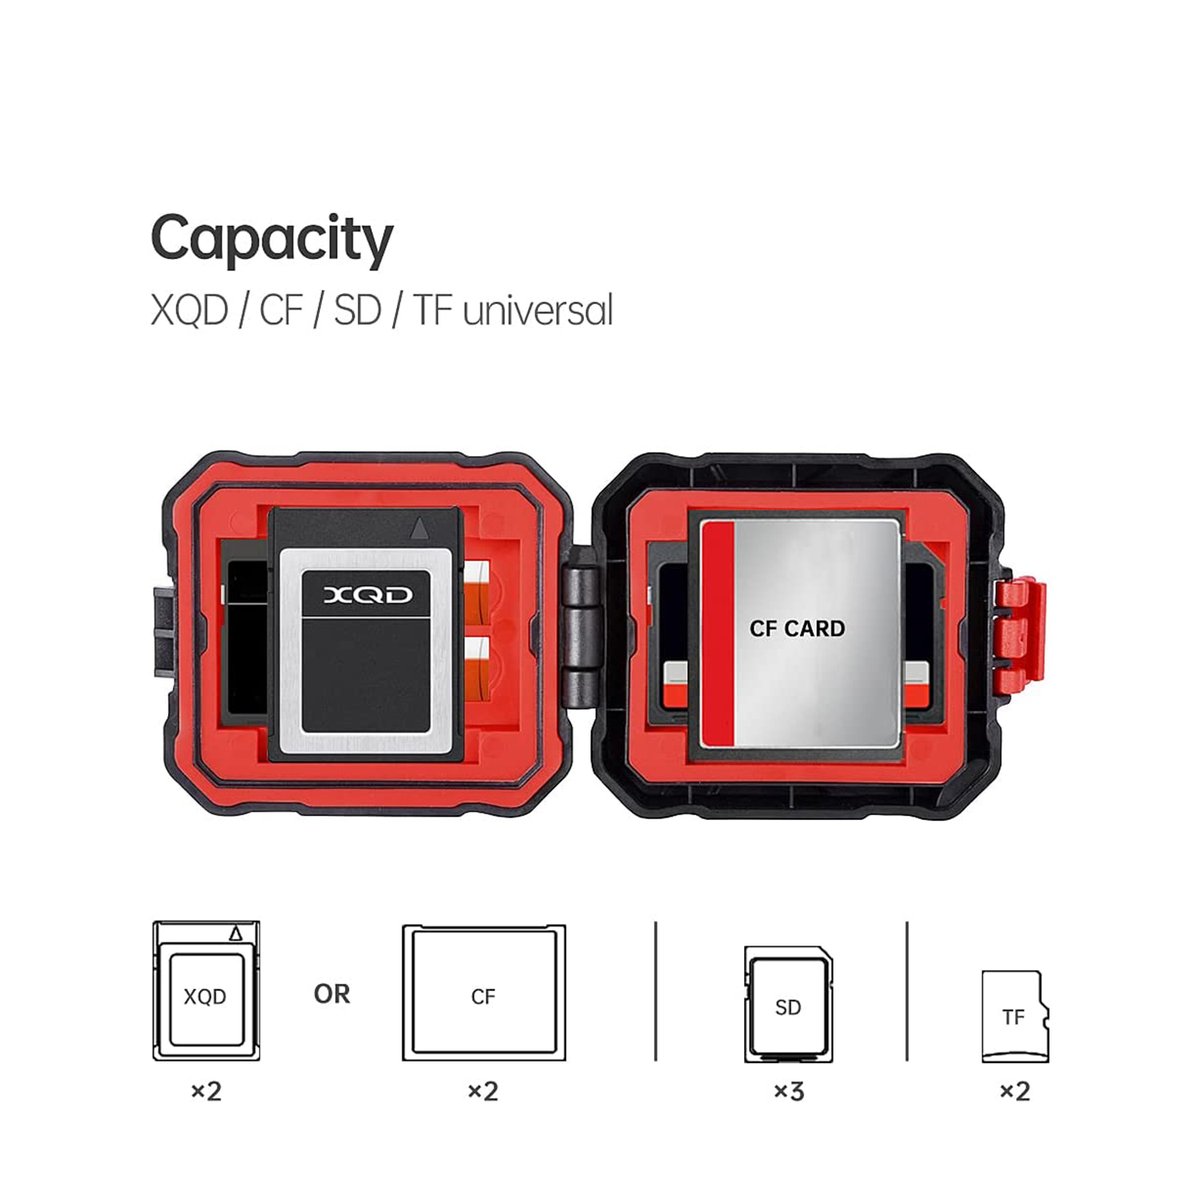 Capacity
XQD / CF / SD / TF universal
XQD
CF CARD
XQD
OR
CF
SD
TF
×2
×2
×3
×2